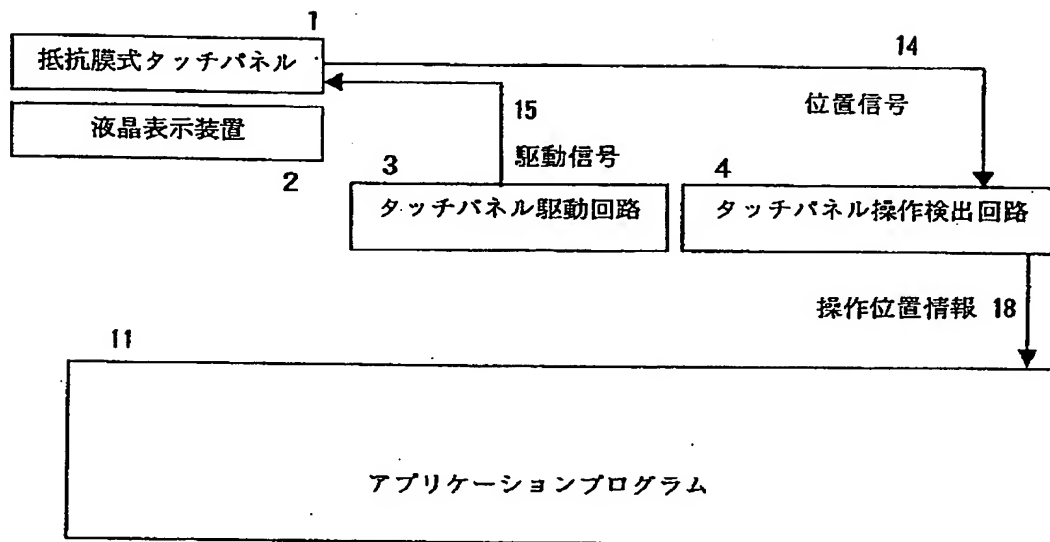 1
抵抗膜式タッチパネル
14
15
位置信号
液晶表示装置
2
駆動信号
3
4
タッチパネル駆動回路
タッチパネル操作検出回路
操作位置情報 18
11
アプリケーションプログラム